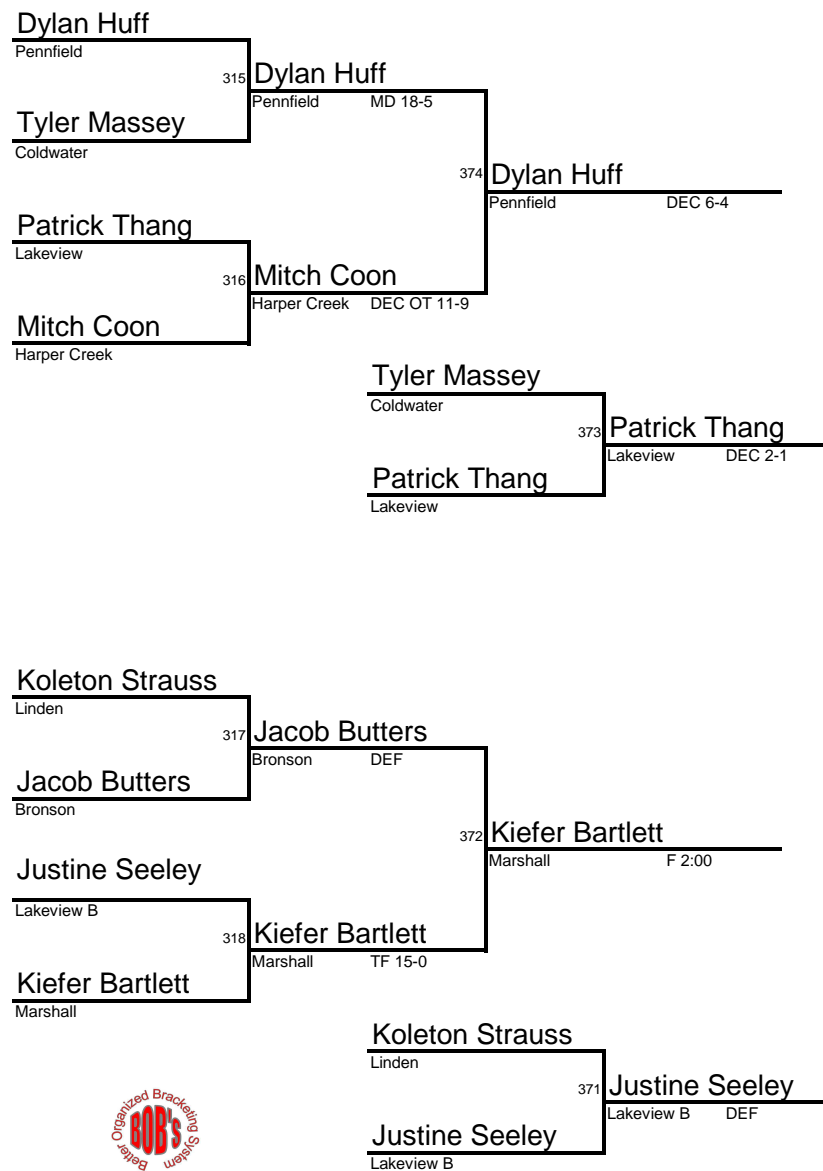 Dylan Huff
Pennfield
315 Dylan Huff
Pennfield MD 18-5
Tyler Massey
Coldwater
374 Dylan Huff
Pennfield DEC 6-4
Patrick Thang
Lakeview
316 Mitch Coon
Harper Creek DEC OT 11-9
Mitch Coon
Harper Creek
Tyler Massey
Coldwater
373 Patrick Thang
Lakeview DEC 2-1
Patrick Thang
Lakeview
Koleton Strauss
Linden
317 Jacob Butters
Bronson DEF
Jacob Butters
Bronson
372 Kiefer Bartlett
Marshall F 2:00
Justine Seeley
Lakeview B
318 Kiefer Bartlett
Marshall TF 15-0
Kiefer Bartlett
Marshall
Koleton Strauss
Linden
371 Justine Seeley
Lakeview B DEF
Justine Seeley
Lakeview B
Better Organized Bracketing System
BOB'S